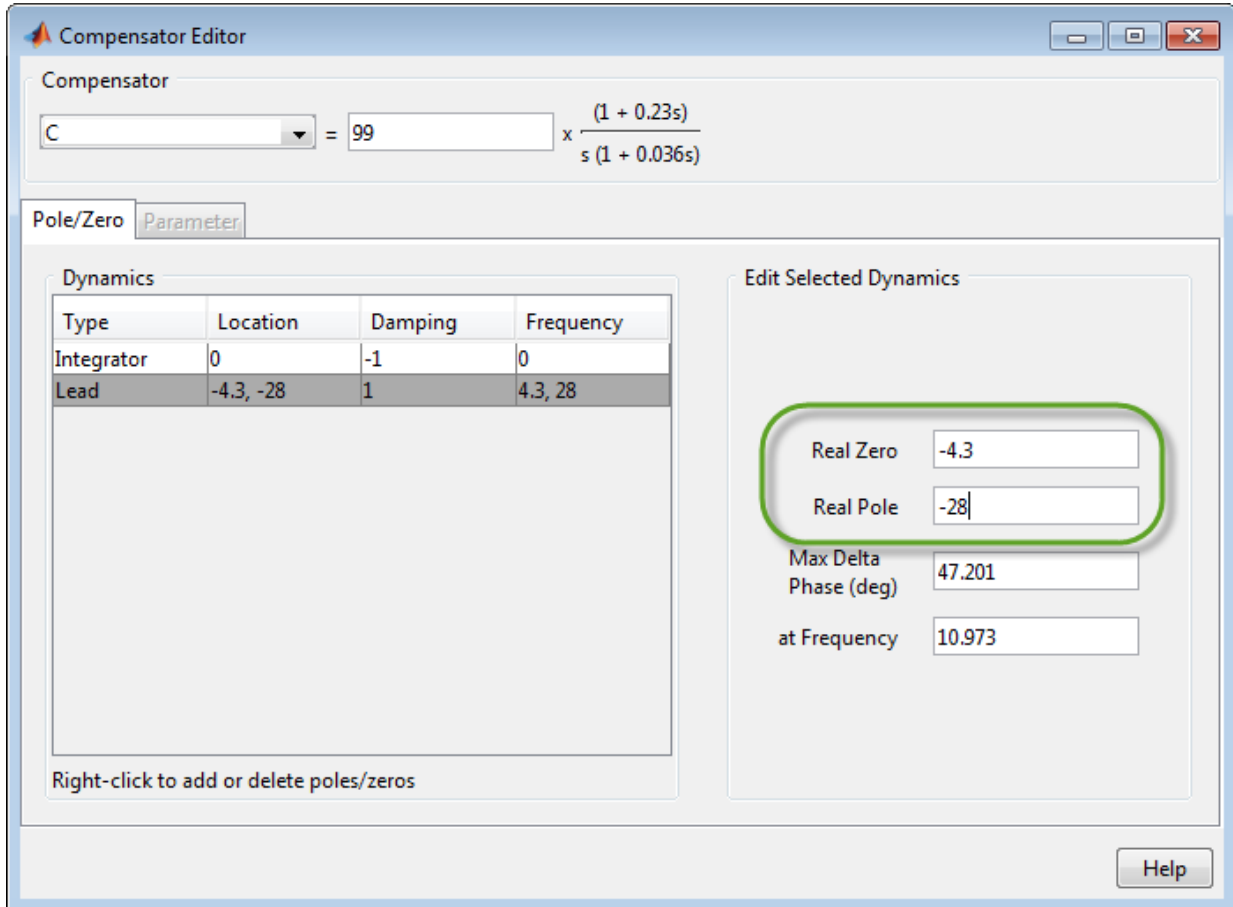 Compensator Editor
Compensator
C = 99 x (1 + 0.23s)
s (1 + 0.036s)
Pole/Zero Parameter
Dynamics
Type Location Damping Frequency
Integrator 0 -1 0
Lead -4.3, -28 1 4.3, 28
Right-click to add or delete poles/zeros
Edit Selected Dynamics
Real Zero -4.3
Real Pole -28
Max Delta
Phase (deg) 47.201
at Frequency 10.973
Help